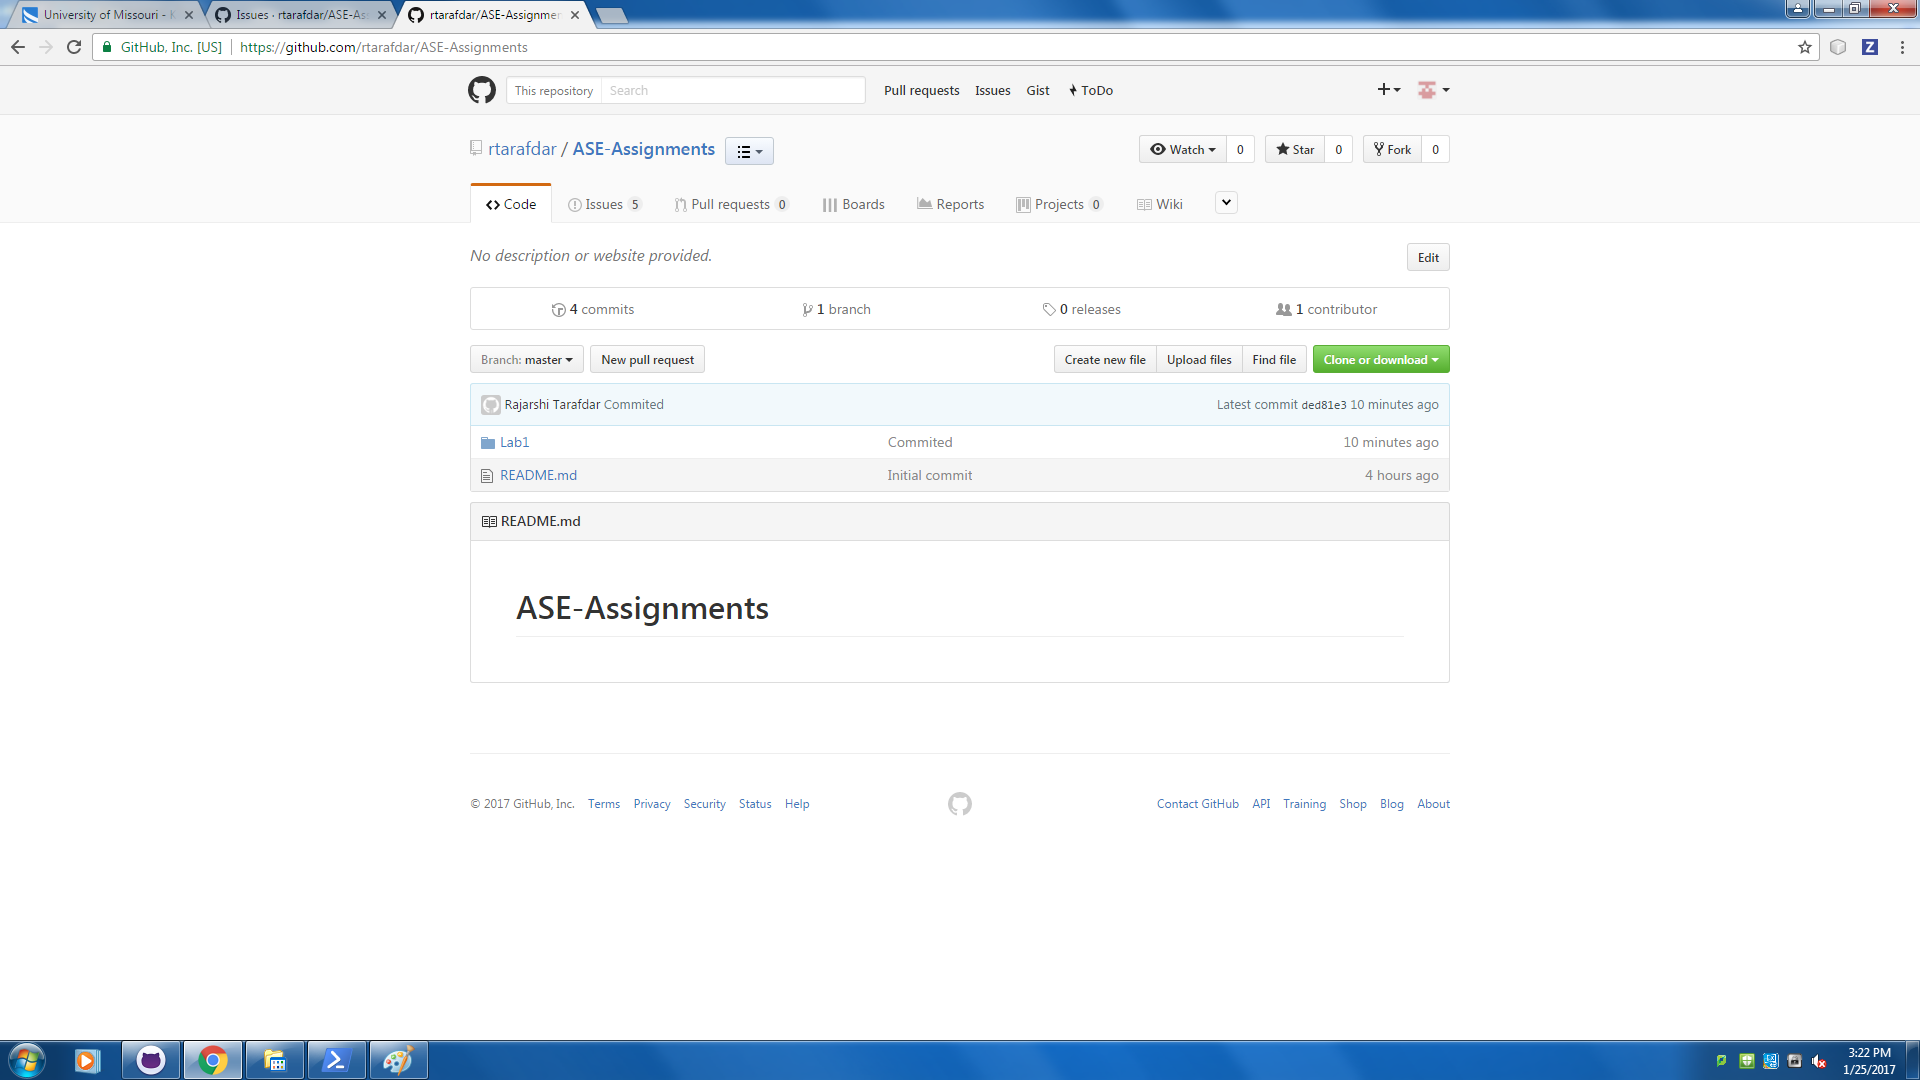 University of Missouri - K
Issues · rtarafdar/ASE-As
rtarafdar/ASE-Assignmen
GitHub, Inc. [US]
https://github.com/rtarafdar/ASE-Assignments
Z
This repository Search Pull requests Issues Gist ToDo
rtarafdar / ASE-Assignments Watch 0 Star 0 Fork 0
Code Issues 5 Pull requests 0 Boards Reports Projects 0 Wiki
No description or website provided. Edit
4 commits 1 branch 0 releases 1 contributor
Branch: master New pull request Create new file Upload files Find file Clone or download
Rajarshi Tarafdar Commited Latest commit ded81e3 10 minutes ago
Lab1 Commited 10 minutes ago
README.md Initial commit 4 hours ago
README.md
ASE-Assignments
© 2017 GitHub, Inc. Terms Privacy Security Status Help Contact GitHub API Training Shop Blog About
3:22 PM
1/25/2017